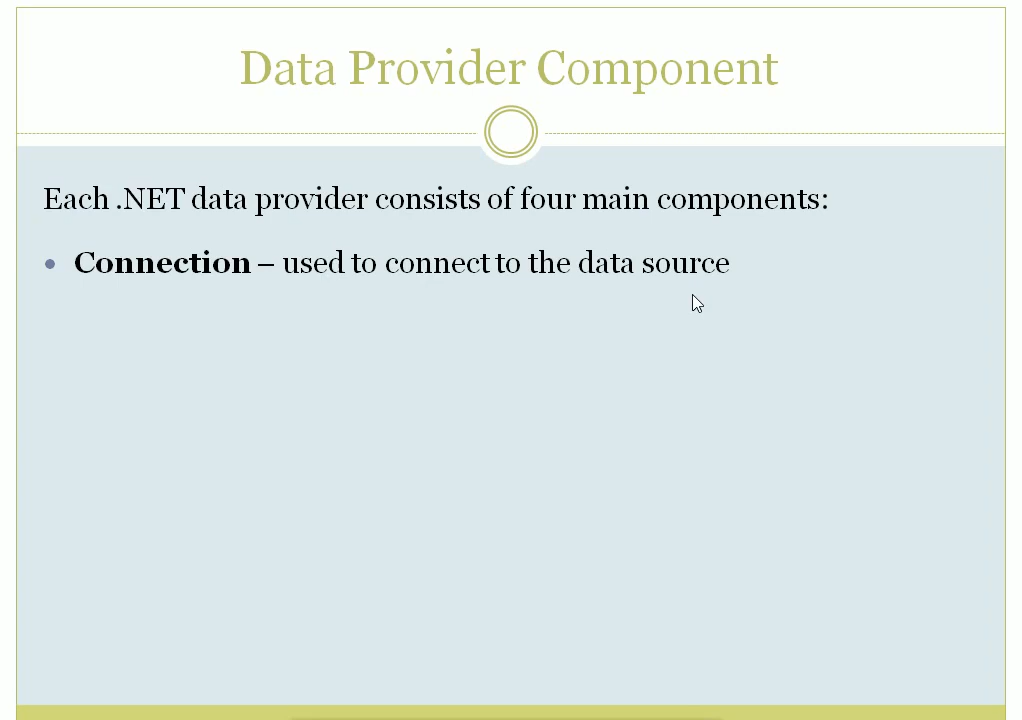 Data Provider Component
Each .NET data provider consists of four main components:
• Connection – used to connect to the data source